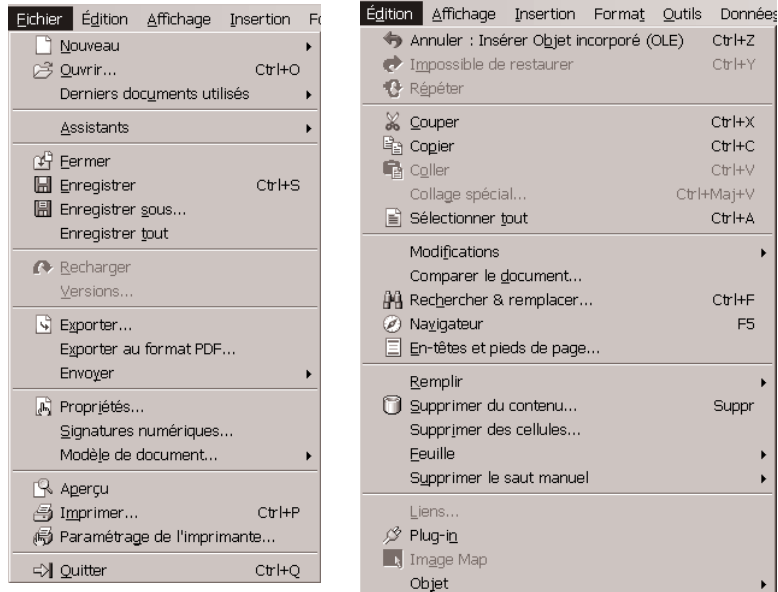 Fichier Édition Affichage Insertion Fo
Nouveau
Ouvrir... Ctrl+O
Derniers documents utilisés
Assistants
Fermer
Enregistrer Ctrl+S
Enregistrer sous...
Enregistrer tout
Recharger
Versions...
Exporter...
Exporter au format PDF...
Envoyer
Propriétés...
Signatures numériques...
Modèle de document...
Aperçu
Imprimer... Ctrl+P
Paramétrage de l'imprimante...
Quitter Ctrl+Q
Édition Affichage Insertion Format Outils Données
Annuler : Insérer Objet incorporé (OLE) Ctrl+Z
Impossible de restaurer Ctrl+Y
Répéter
Couper Ctrl+X
Copier Ctrl+C
Coller Ctrl+V
Collage spécial... Ctrl+Maj+V
Sélectionner tout Ctrl+A
Modifications
Comparer le document...
Rechercher & remplacer... Ctrl+F
Navigateur F5
En-têtes et pieds de page...
Remplir
Supprimer du contenu... Suppr
Supprimer des cellules...
Feuille
Supprimer le saut manuel
Liens...
Plug-in
Image Map
Objet